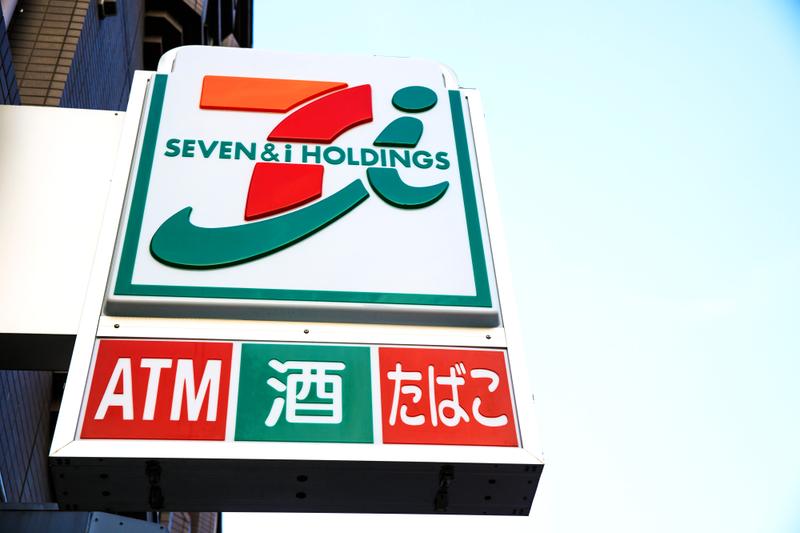 SEVEN&i HOLDINGS
ATM 酒 たばこ